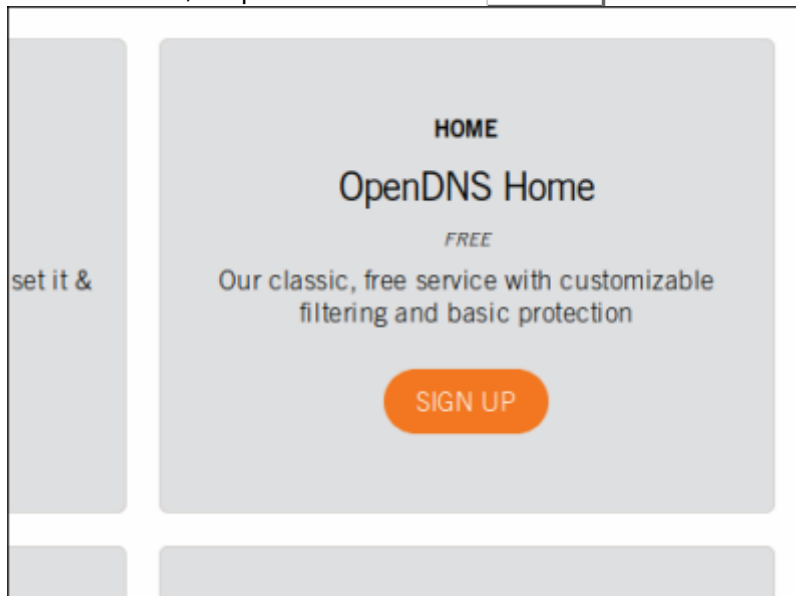 HOME
OpenDNS Home
FREE
set it &
Our classic, free service with customizable
filtering and basic protection
SIGN UP